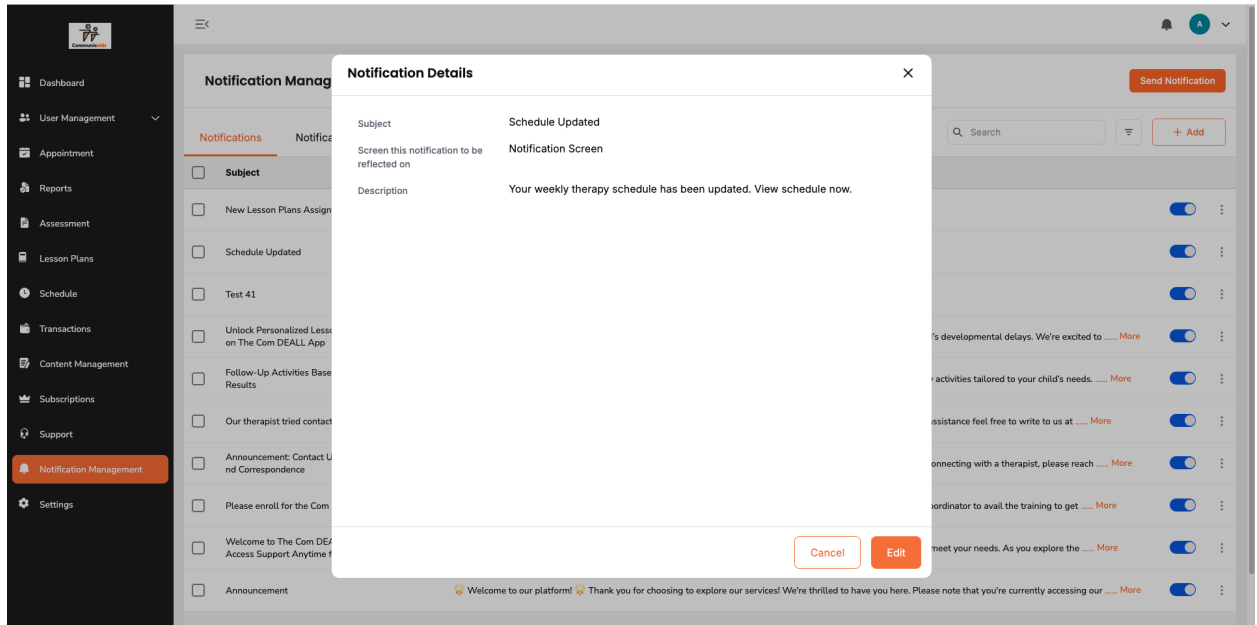 Communicaids
Dashboard
User Management
Appointment
Reports
Assessment
Lesson Plans
Schedule
Transactions
Content Management
Subscriptions
Support
Notification Management
Settings
A
Notification Manag
Send Notification
Notifications
Notifica
Search
+ Add
Subject
New Lesson Plans Assign
Schedule Updated
Test 41
Unlock Personalized Lesso
on The Com DEALL App
's developmental delays. We're excited to ...... More
Follow-Up Activities Base
Results
y activities tailored to your child's needs. ...... More
Our therapist tried contact
assistance feel free to write to us at ...... More
Announcement: Contact U
nd Correspondence
onnecting with a therapist, please reach ...... More
Please enroll for the Com
oordinator to avail the training to get ...... More
Welcome to The Com DEA
Access Support Anytime f
meet your needs. As you explore the ...... More
Announcement
🌟 Welcome to our platform! 🌟 Thank you for choosing to explore our services! We're thrilled to have you here. Please note that you're currently accessing our ...... More
Notification Details
Subject
Schedule Updated
Screen this notification to be
reflected on
Notification Screen
Description
Your weekly therapy schedule has been updated. View schedule now.
Cancel
Edit